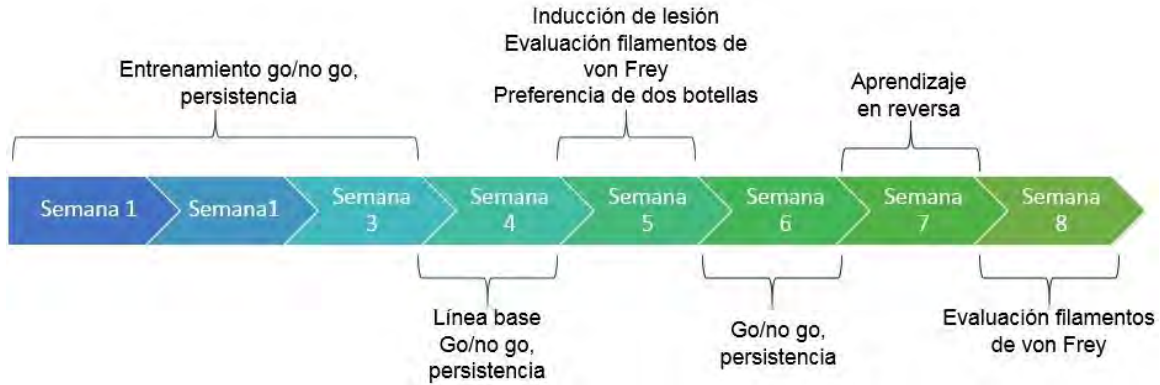 Inducción de lesión
Evaluación filamentos de
von Frey
Preferencia de dos botellas
Entrenamiento go/no go,
persistencia
Aprendizaje
en reversa
Semana 1
Semana1
Semana
3
Semana
4
Semana
5
Semana
6
Semana
7
Semana
8
Línea base
Go/no go,
persistencia
Go/no go,
persistencia
Evaluación filamentos
de von Frey